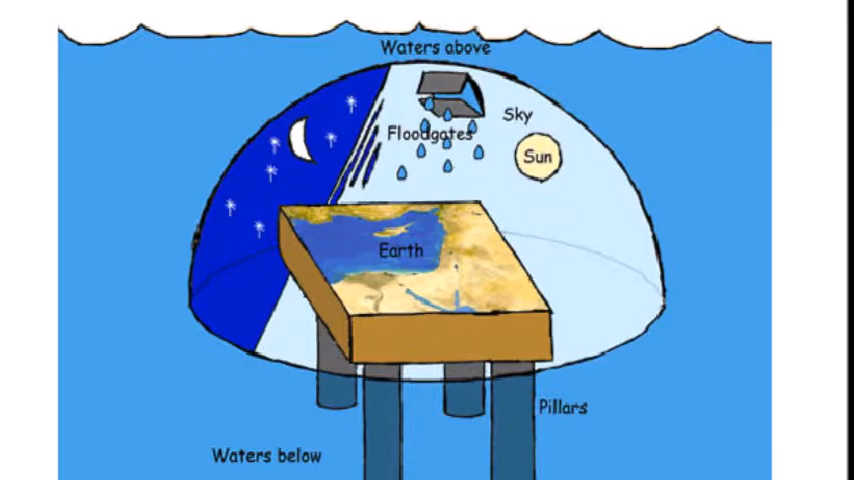 Waters above
Sky
Floodgates
Sun
Earth
Pillars
Waters below